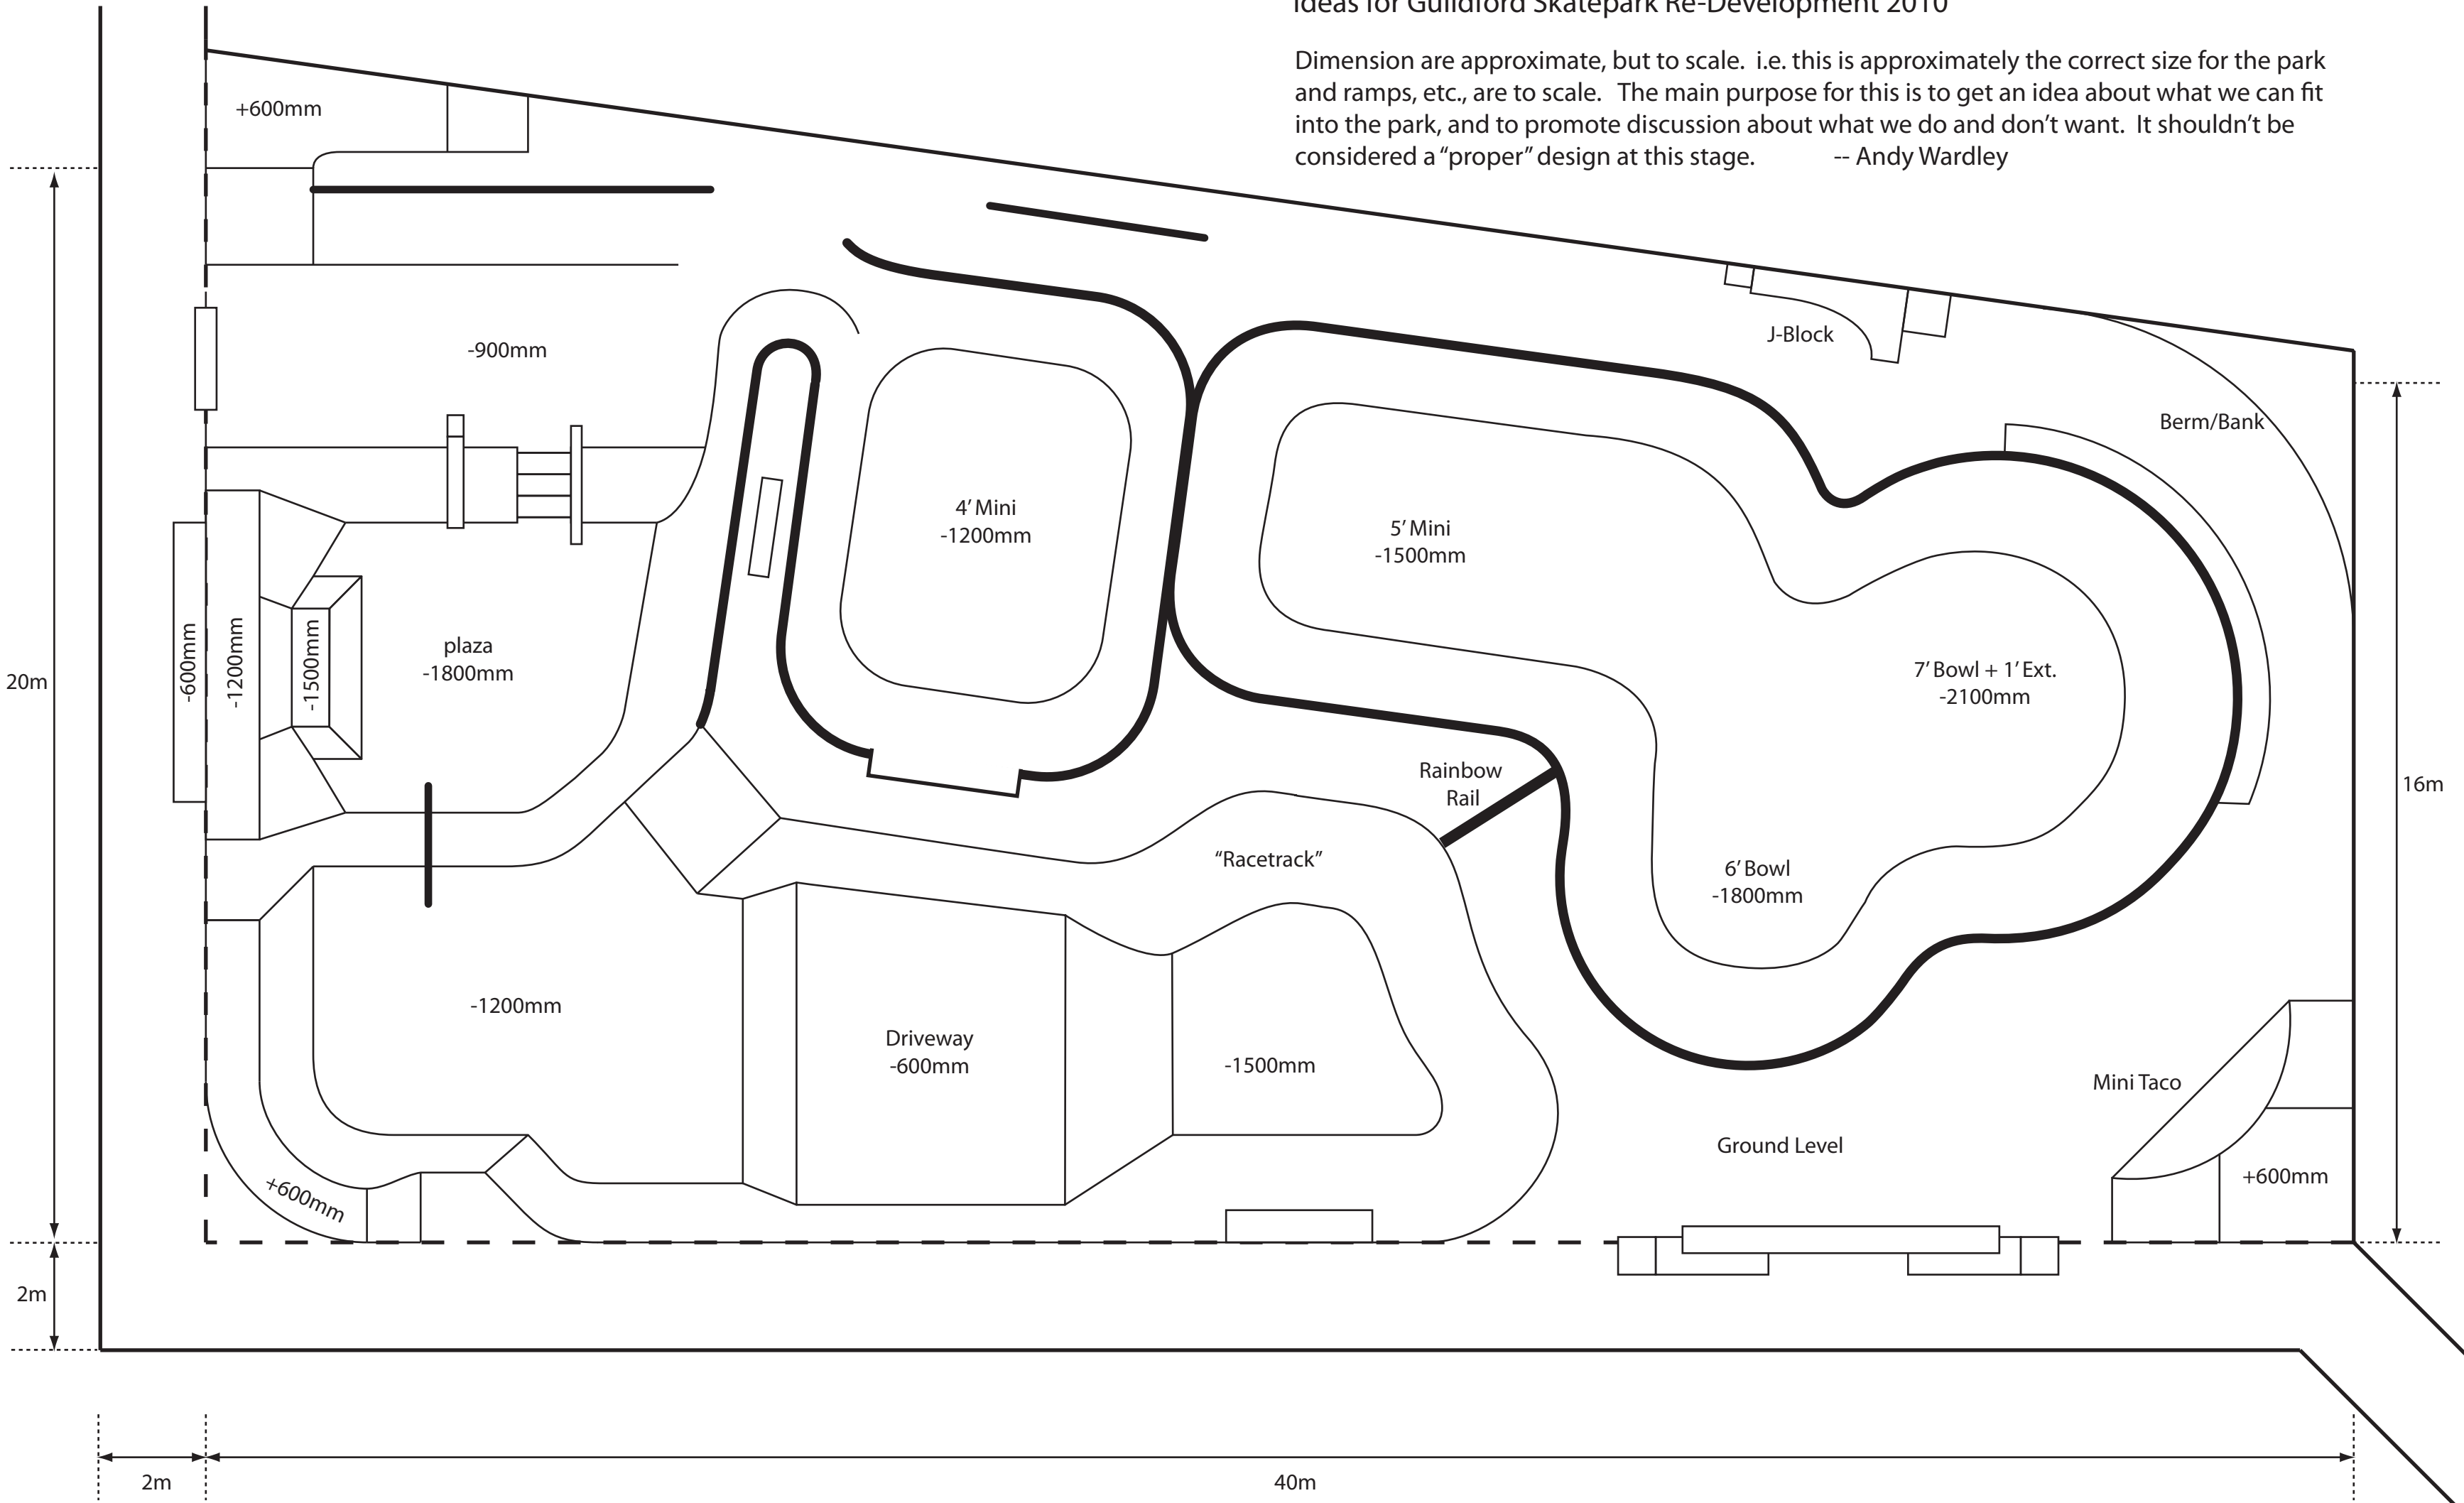 Ideas for Guildford Skatepark Re-Development 2010
Dimension are approximate, but to scale. i.e. this is approximately the correct size for the park
and ramps, etc., are to scale. The main purpose for this is to get an idea about what we can fit
into the park, and to promote discussion about what we do and don't want. It shouldn't be
considered a “proper” design at this stage. -- Andy Wardley
+600mm
-900mm
J-Block
Berm/Bank
4' Mini
-1200mm
5' Mini
-1500mm
-600mm
-1200mm
-1500mm
plaza
-1800mm
7' Bowl + 1' Ext.
-2100mm
20m
16m
Rainbow
Rail
“Racetrack”
6' Bowl
-1800mm
-1200mm
Driveway
-600mm
-1500mm
Mini Taco
Ground Level
+600mm
+600mm
2m
2m
40m